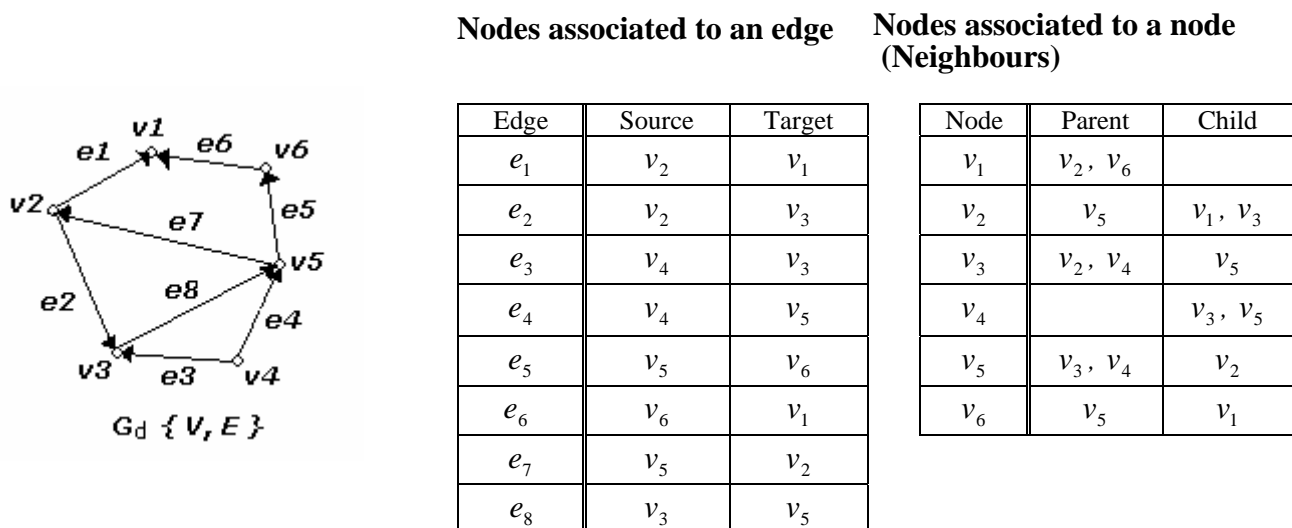 Nodes associated to an edge
Nodes associated to a node
(Neighbours)
v1
e1
e6
v6
v2
e7
e5
v5
e2
e8
e4
v3
e3
v4
Gd {V, E}
Edge Source Target
e1 v2 v1
e2 v2 v3
e3 v4 v3
e4 v4 v5
e5 v5 v6
e6 v6 v1
e7 v5 v2
e8 v3 v5
Node Parent Child
v1 v2, v6
v2 v5 v1, v3
v3 v2, v4 v5
v4 v3, v5
v5 v3, v4 v2
v6 v5 v1